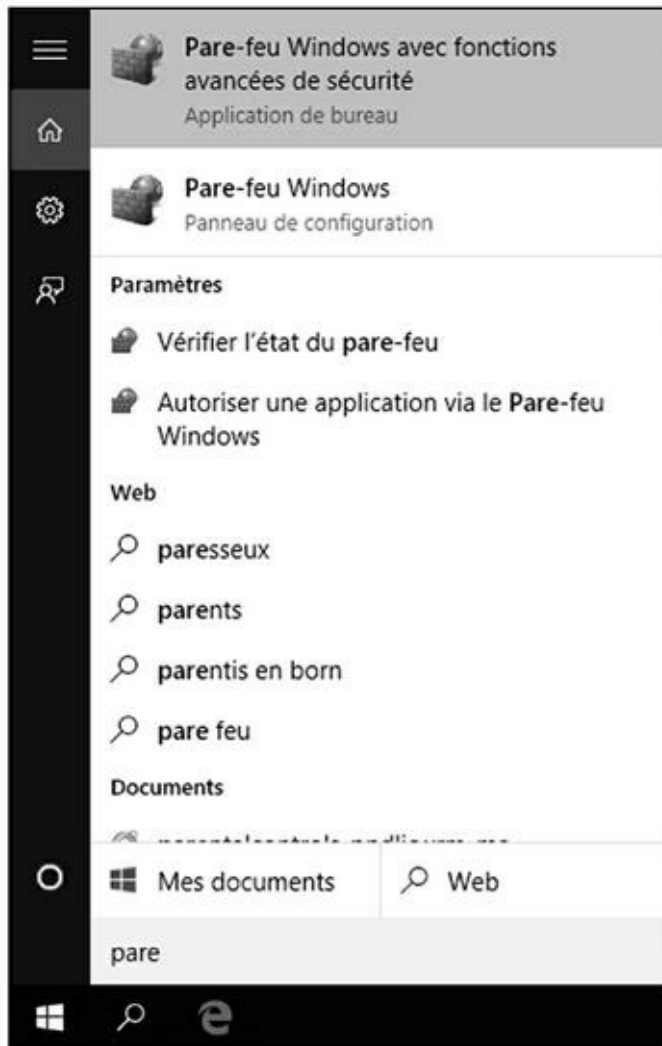 Pare-feu Windows avec fonctions
avancées de sécurité
Application de bureau
Pare-feu Windows
Panneau de configuration
Paramètres
Vérifier l'état du pare-feu
Autoriser une application via le Pare-feu
Windows
Web
paresseux
parents
parentis en born
pare feu
Documents
Mes documents
Web
pare